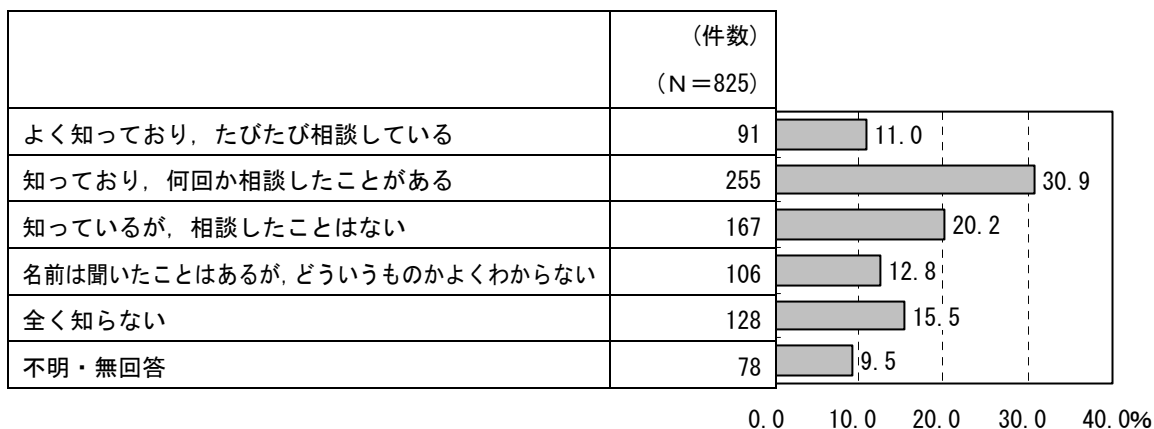 (件数)
(N=825)
よく知っており,たびたび相談している 91 11.0
知っており,何回か相談したことがある 255 30.9
知っているが,相談したことはない 167 20.2
名前は聞いたことはあるが,どういうものかよくわからない 106 12.8
全く知らない 128 15.5
不明・無回答 78 9.5
0.0 10.0 20.0 30.0 40.0%